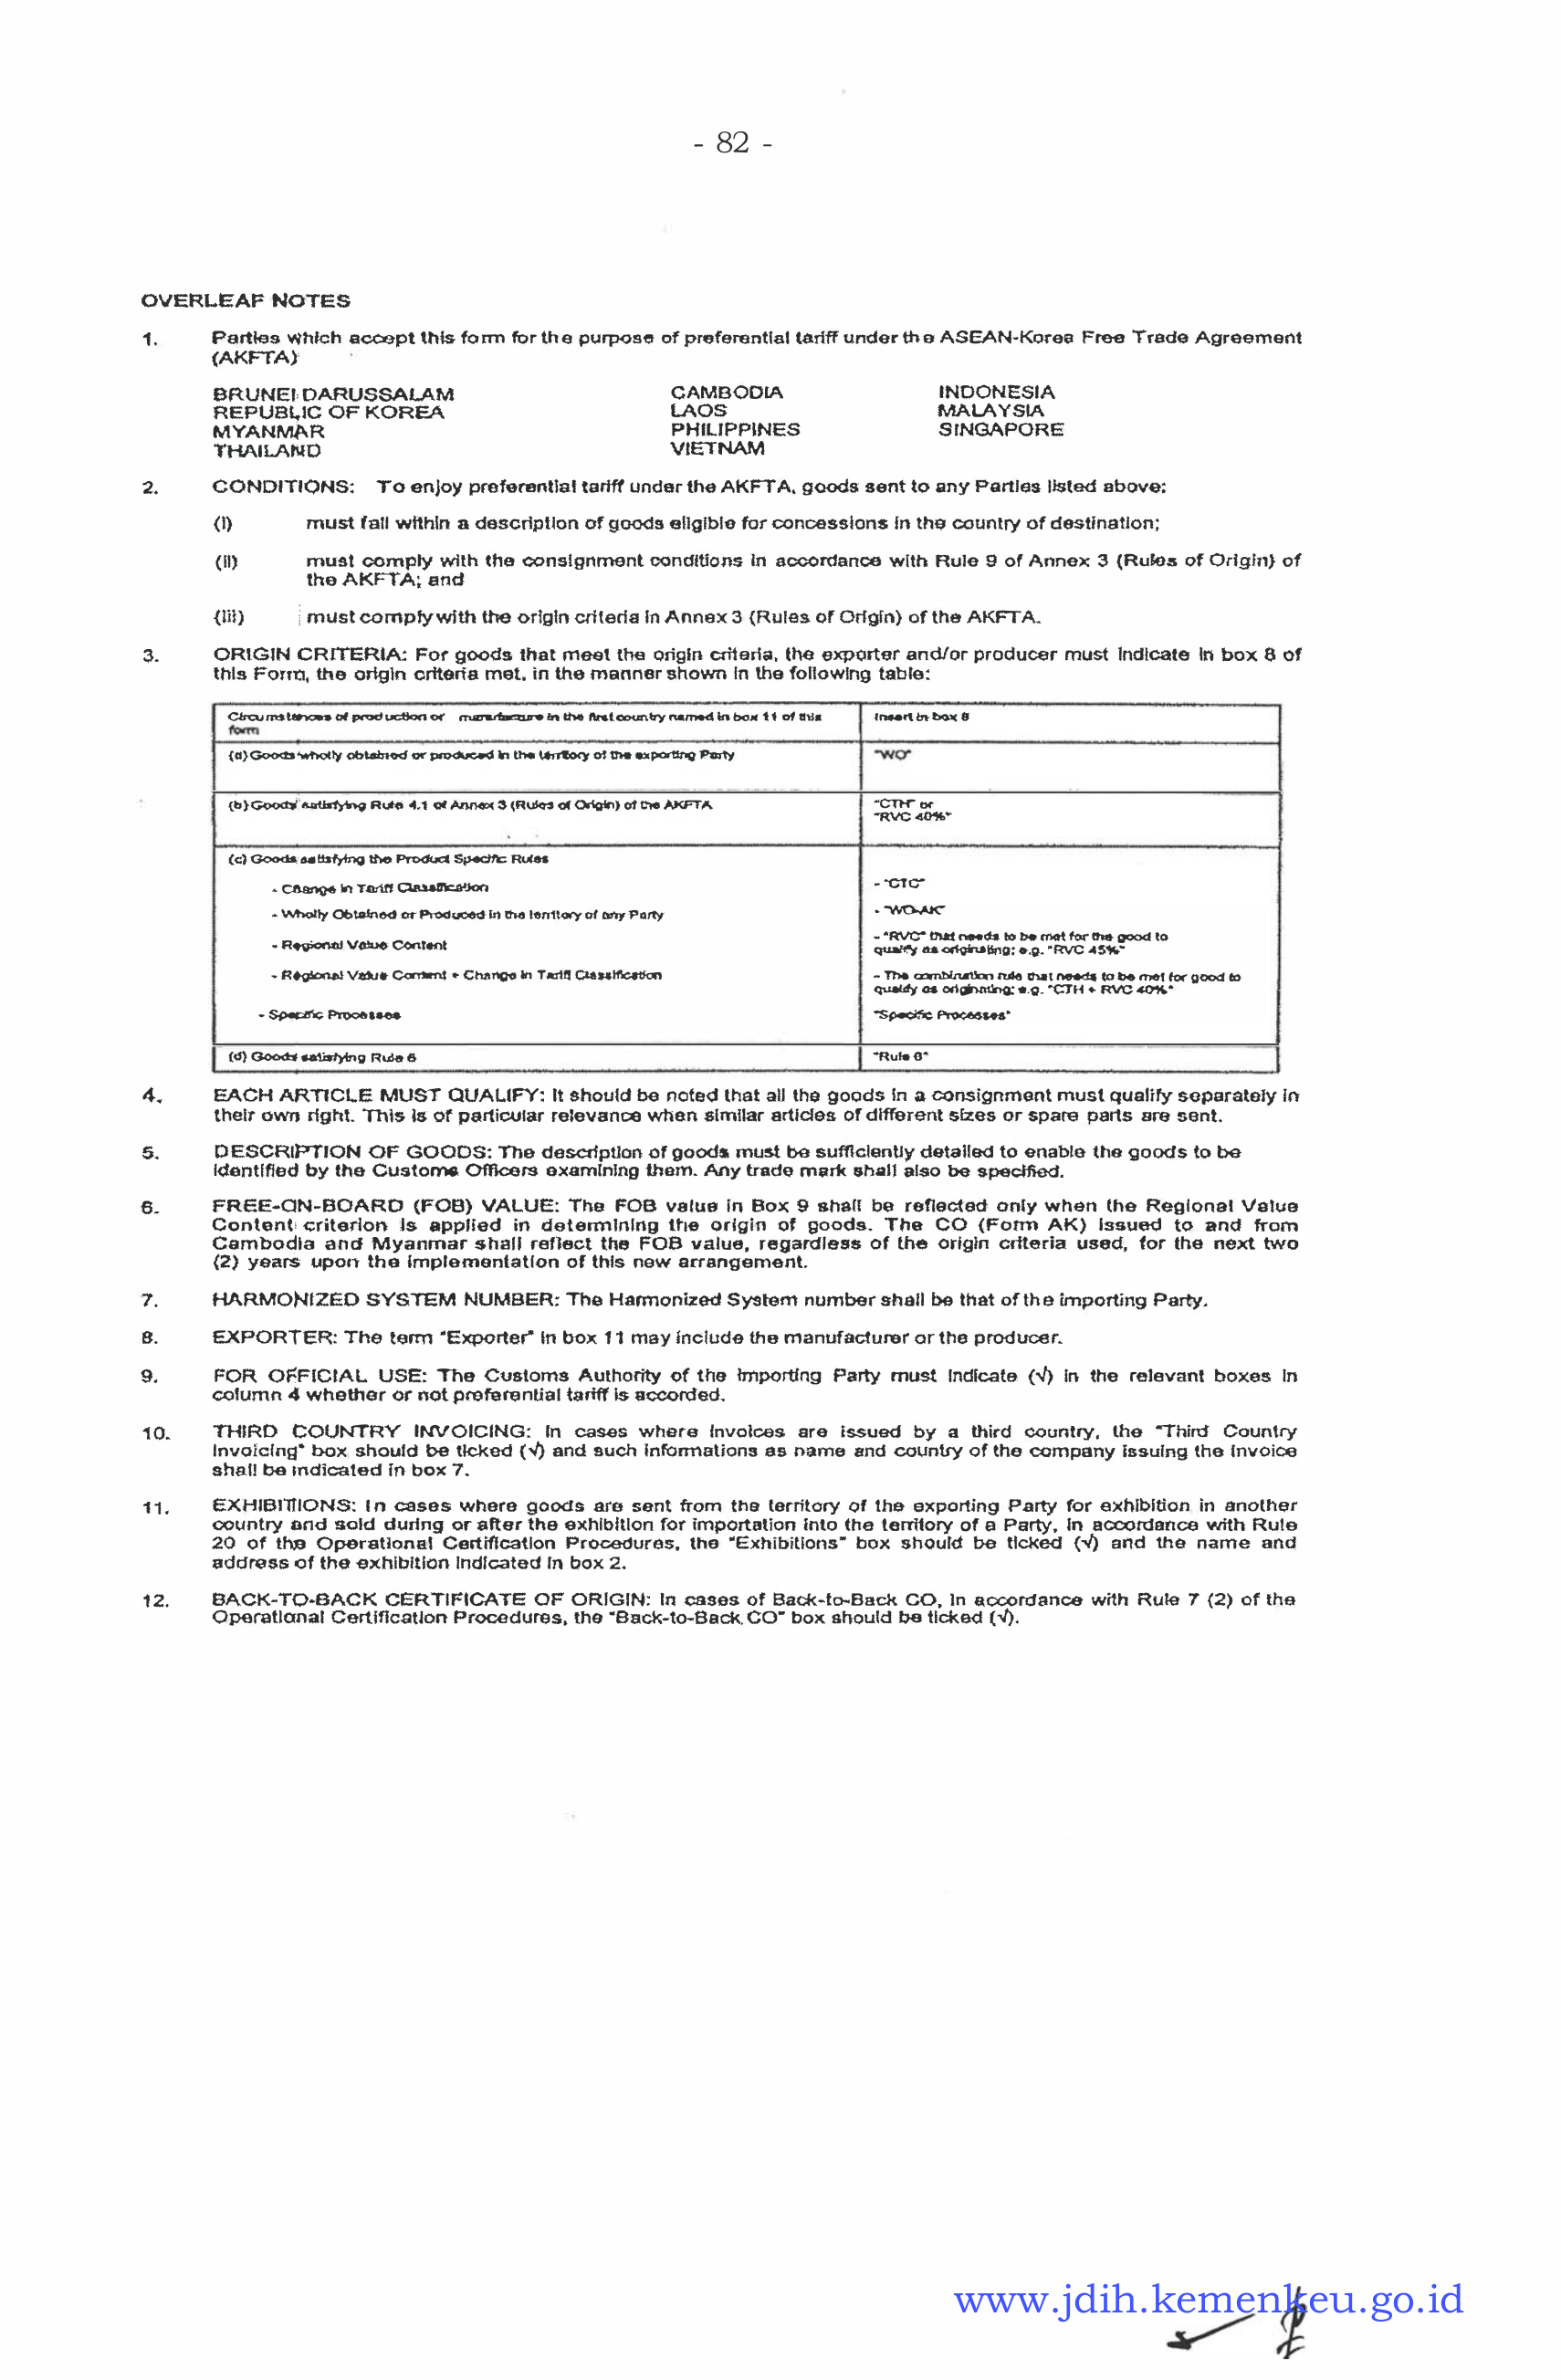 - 82 -
OVERLEAF NOTES
1. Parties which accept this form for the purpose of preferential tariff under the ASEAN-Korea Free Trade Agreement
(AKFTA)
BRUNEI DARUSSALAM CAMBODIA INDONESIA
REPUBLIC OF KOREA LAOS MALAYSIA
MYANMAR PHILIPPINES SINGAPORE
THAILAND VIETNAM
2. CONDITIONS: To enjoy preferential tariff under the AKFTA, goods sent to any Parties listed above:
(i) must fall within a description of goods eligible for concessions in the country of destination;
(ii) must comply with the consignment conditions in accordance with Rule 9 of Annex 3 (Rules of Origin) of
the AKFTA; and
(iii) must comply with the origin criteria in Annex 3 (Rules of Origin) of the AKFTA.
3. ORIGIN CRITERIA: For goods that meet the origin criteria, the exporter and/or producer must indicate in box 8 of
this Form, the origin criteria met, in the manner shown in the following table:
Circumstances of production or manufacture in the first country named in box 11 of this
form
Insert in box 8
(a) Goods wholly obtained or produced in the territory of the exporting Party "WO"
(b) Goods satisfying Rule 4.1 of Annex 3 (Rules of Origin) of the AKFTA "CTH" or
"RVC 40%"
(c) Goods satisfying the Product Specific Rules
- Change in Tariff Classification - "CTC"
- Wholly Obtained or Produced in the territory of any Party - "WO-AK"
- Regional Value Content - "RVC" that needs to be met for the good to
qualify as originating; e.g. "RVC 45%"
- Regional Value Content + Change in Tariff Classification - The combination rule that needs to be met for good to
qualify as originating; e.g. "CTH + RVC 40%"
- Specific Processes "Specific Processes"
(d) Goods satisfying Rule 6 "Rule 6"
4. EACH ARTICLE MUST QUALIFY: It should be noted that all the goods in a consignment must qualify separately in
their own right. This is of particular relevance when similar articles of different sizes or spare parts are sent.
5. DESCRIPTION OF GOODS: The description of goods must be sufficiently detailed to enable the goods to be
identified by the Customs Officers examining them. Any trade mark shall also be specified.
6. FREE-ON-BOARD (FOB) VALUE: The FOB value in Box 9 shall be reflected only when the Regional Value
Content criterion is applied in determining the origin of goods. The CO (Form AK) issued to and from
Cambodia and Myanmar shall reflect the FOB value, regardless of the origin criteria used, for the next two
(2) years upon the implementation of this new arrangement.
7. HARMONIZED SYSTEM NUMBER: The Harmonized System number shall be that of the importing Party.
8. EXPORTER: The term "Exporter" in box 11 may include the manufacturer or the producer.
9. FOR OFFICIAL USE: The Customs Authority of the Importing Party must indicate (√) in the relevant boxes in
column 4 whether or not preferential tariff is accorded.
10. THIRD COUNTRY INVOICING: In cases where invoices are issued by a third country, the "Third Country
Invoicing" box should be ticked (√) and such informations as name and country of the company issuing the invoice
shall be indicated in box 7.
11. EXHIBITIONS: In cases where goods are sent from the territory of the exporting Party for exhibition in another
country and sold during or after the exhibition for importation into the territory of a Party, in accordance with Rule
20 of the Operational Certification Procedures, the "Exhibitions" box should be ticked (√) and the name and
address of the exhibition indicated in box 2.
12. BACK-TO-BACK CERTIFICATE OF ORIGIN: In cases of Back-to-Back CO, in accordance with Rule 7 (2) of the
Operational Certification Procedures, the "Back-to-Back CO" box should be ticked (√).
www.jdih.kemenkeu.go.id